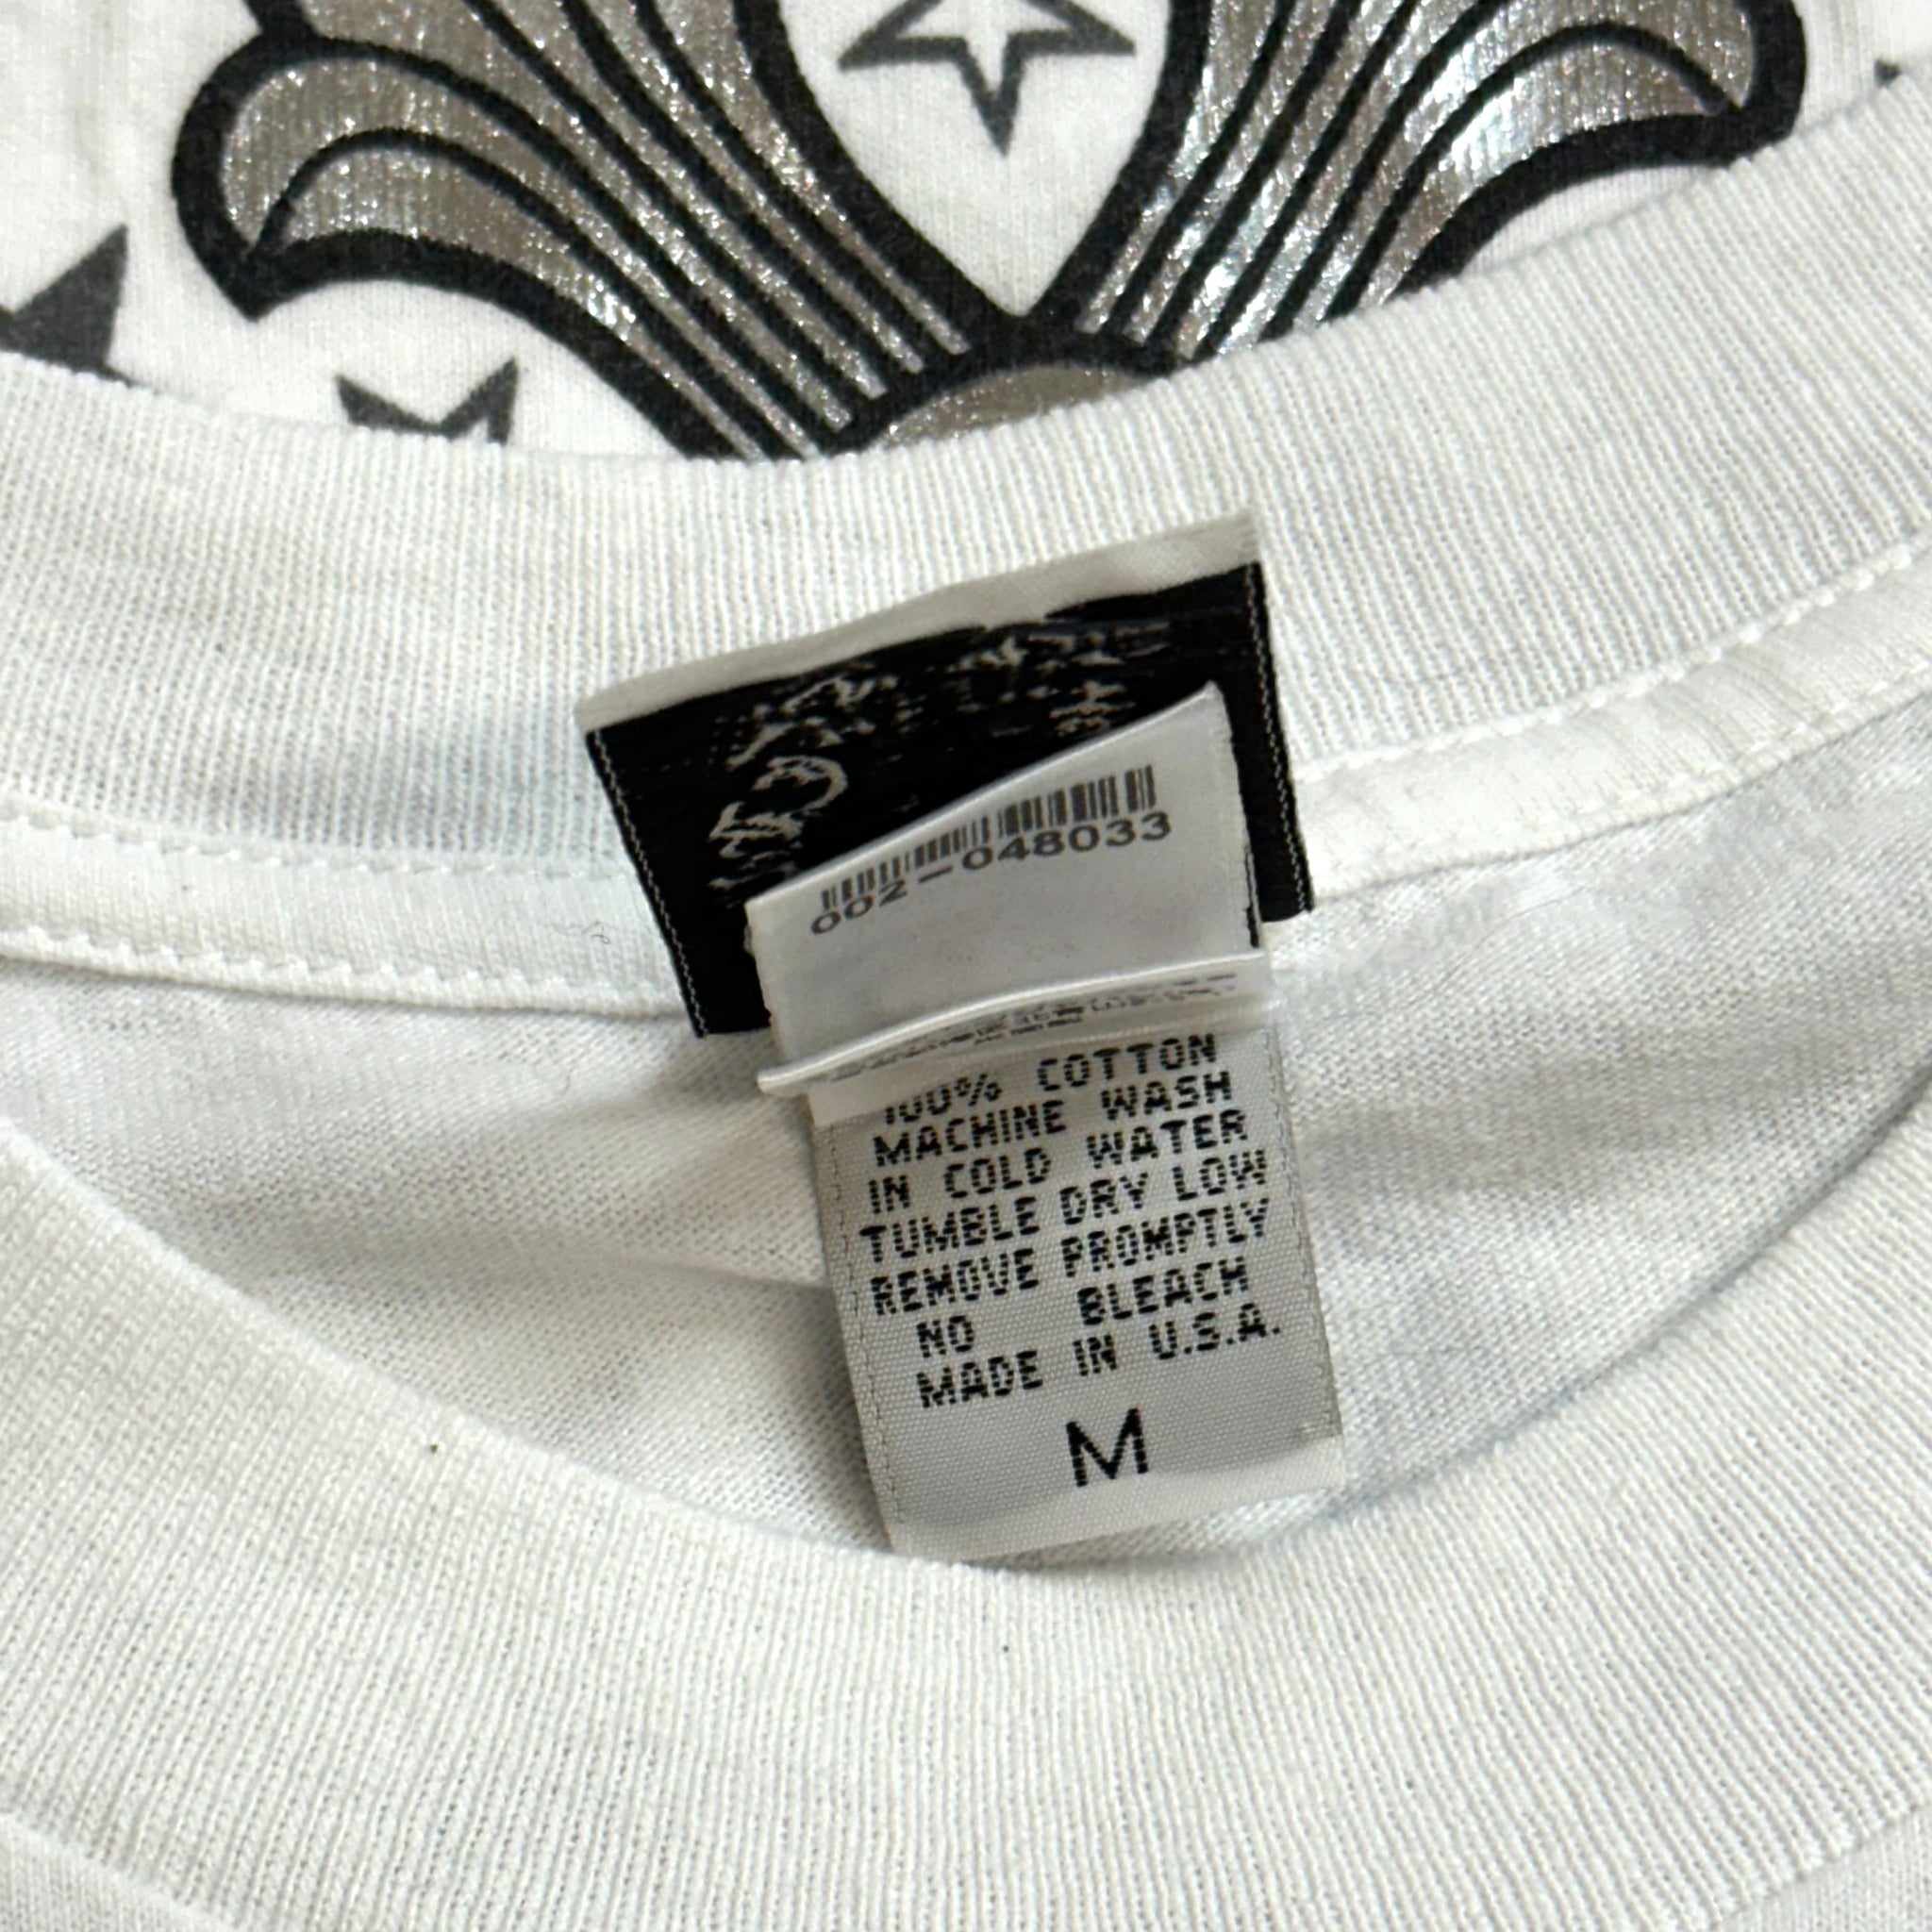 002-048033
100% COTTON
MACHINE WASH
IN COLD WATER
TUMBLE DRY LOW
REMOVE PROMPTLY
NO BLEACH
MADE IN U.S.A.
M